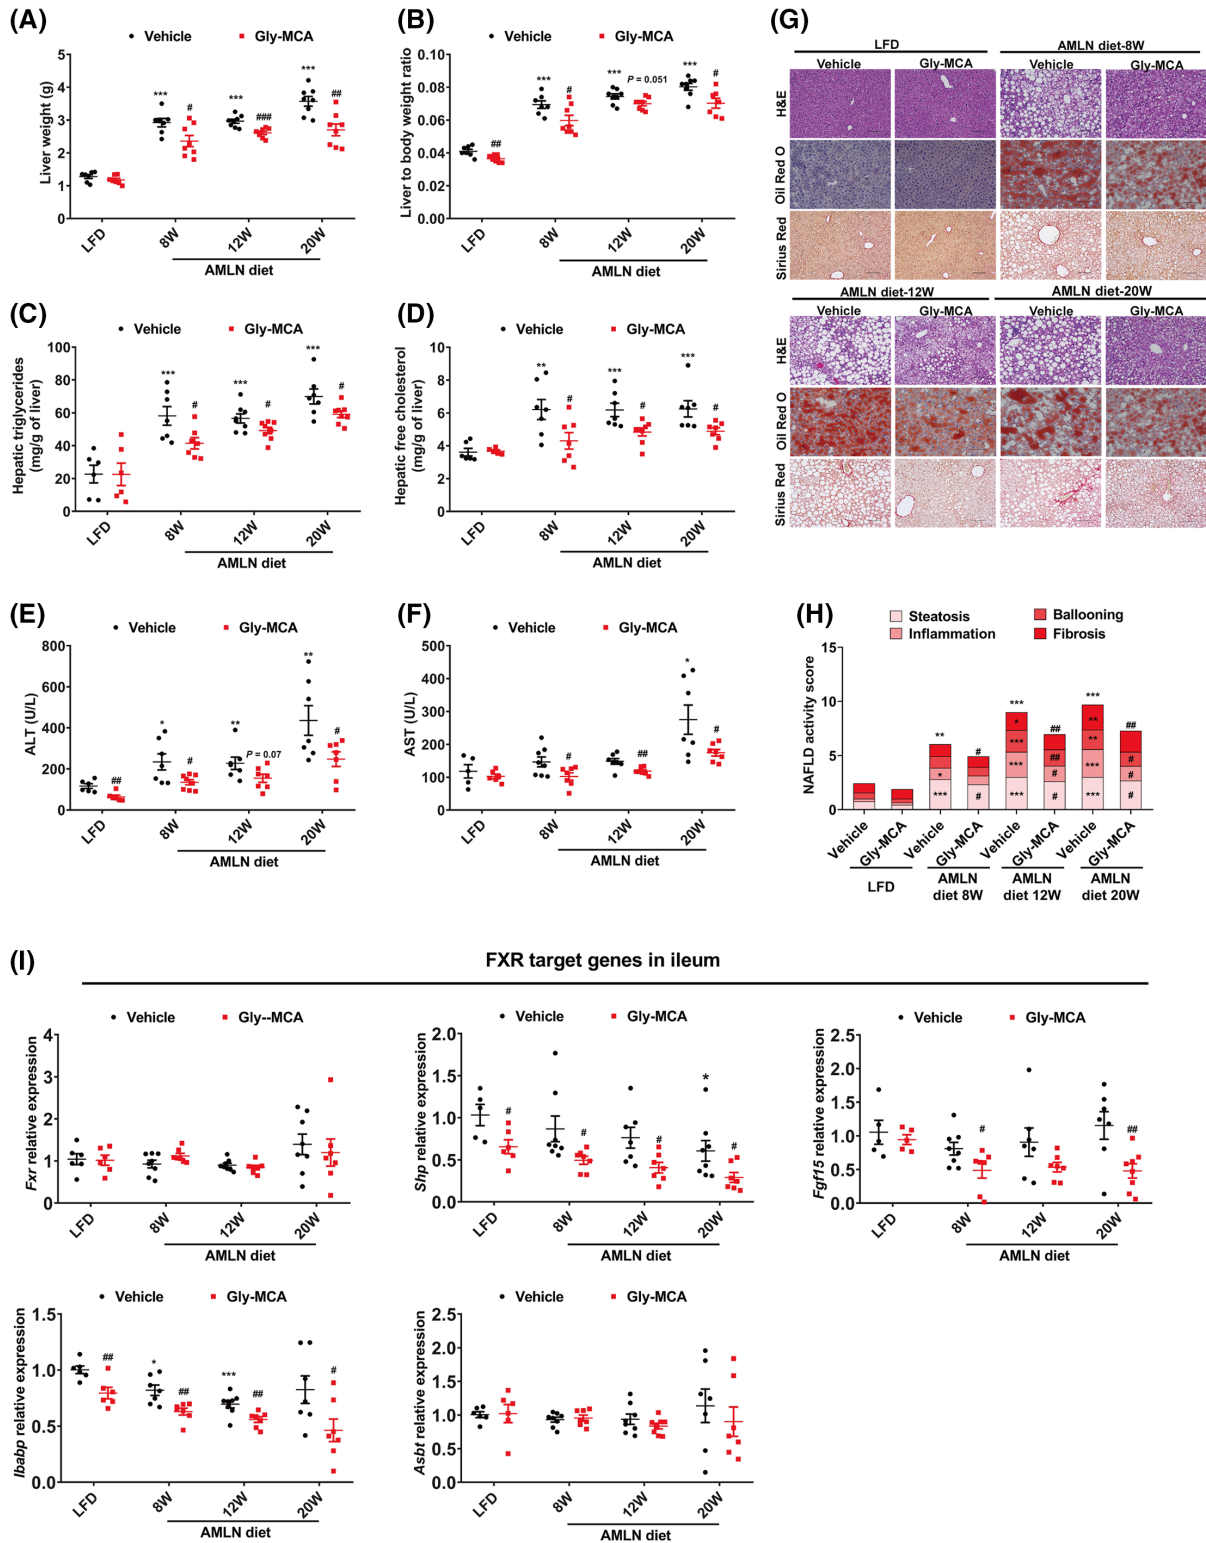 (A)
Vehicle
Gly-MCA
Liver weight (g)
5
4
3
2
1
0
***
#
***
###
***
##
LFD
8W
12W
20W
AMLN diet
(B)
Vehicle
Gly-MCA
Liver to body weight ratio
0.10
0.08
0.06
0.04
0.02
0.00
##
***
#
***
P = 0.051
***
#
LFD
8W
12W
20W
AMLN diet
(C)
Vehicle
Gly-MCA
Hepatic triglycerides
(mg/g of liver)
100
80
60
40
20
0
***
#
***
#
***
#
LFD
8W
12W
20W
AMLN diet
(D)
Vehicle
Gly-MCA
Hepatic free cholesterol
(mg/g of liver)
10
8
6
4
2
0
**
#
***
#
***
#
LFD
8W
12W
20W
AMLN diet
(E)
Vehicle
Gly-MCA
ALT (U/L)
800
600
400
200
0
##
*
#
**
P = 0.07
**
#
LFD
8W
12W
20W
AMLN diet
(F)
Vehicle
Gly-MCA
AST (U/L)
500
400
300
200
100
0
#
##
*
#
LFD
8W
12W
20W
AMLN diet
(G)
LFD
AMLN diet-8W
Vehicle
Gly-MCA
Vehicle
Gly-MCA
H&E
Oil Red O
Sirius Red
AMLN diet-12W
AMLN diet-20W
Vehicle
Gly-MCA
Vehicle
Gly-MCA
H&E
Oil Red O
Sirius Red
(H)
Steatosis
Ballooning
Inflammation
Fibrosis
NAFLD activity score
15
10
5
0
**
*
***
#
#
***
*
***
***
***
##
##
#
#
***
**
**
***
***
##
#
#
#
Vehicle
Gly-MCA
Vehicle
Gly-MCA
Vehicle
Gly-MCA
Vehicle
Gly-MCA
LFD
AMLN
diet 8W
AMLN
diet 12W
AMLN
diet 20W
(I)
FXR target genes in ileum
Vehicle
Gly--MCA
Fxr relative expression
4
3
2
1
0
LFD
8W
12W
20W
AMLN diet
Vehicle
Gly-MCA
Shp relative expression
2.0
1.5
1.0
0.5
0.0
#
#
#
*
#
LFD
8W
12W
20W
AMLN diet
Vehicle
Gly-MCA
Fgf15 relative expression
2.5
2.0
1.5
1.0
0.5
0.0
#
##
LFD
8W
12W
20W
AMLN diet
Vehicle
Gly-MCA
Ibabp relative expression
1.5
1.0
0.5
0.0
##
*
##
***
##
#
LFD
8W
12W
20W
AMLN diet
Vehicle
Gly-MCA
Asbt relative expression
2.5
2.0
1.5
1.0
0.5
0.0
LFD
8W
12W
20W
AMLN diet